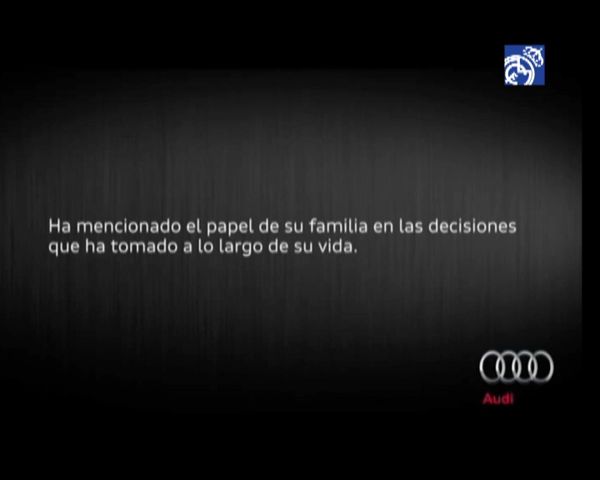 Ha mencionado el papel de su familia en las decisiones
que ha tomado a lo largo de su vida.
Audi